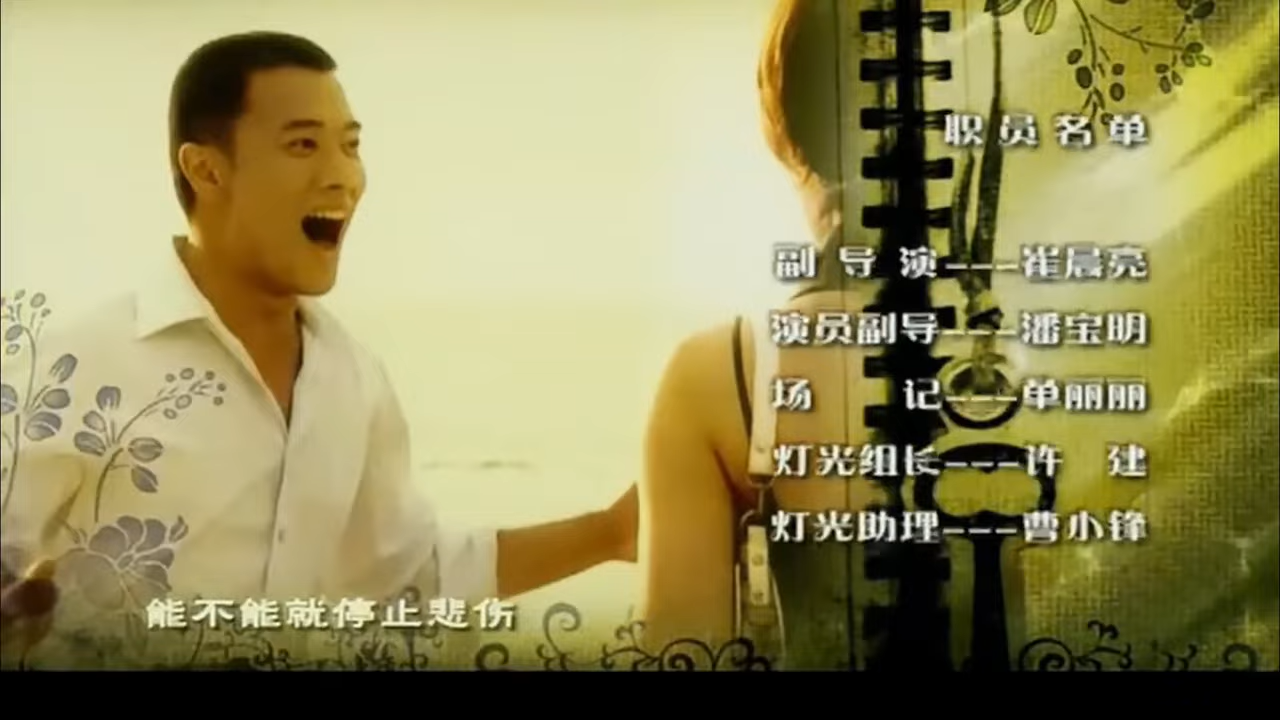 职员名单
副导演---崔晨亮
演员副导---潘宝明
场记---单丽丽
灯光组长---许建
灯光助理---曹小锋
能不能就停止悲伤